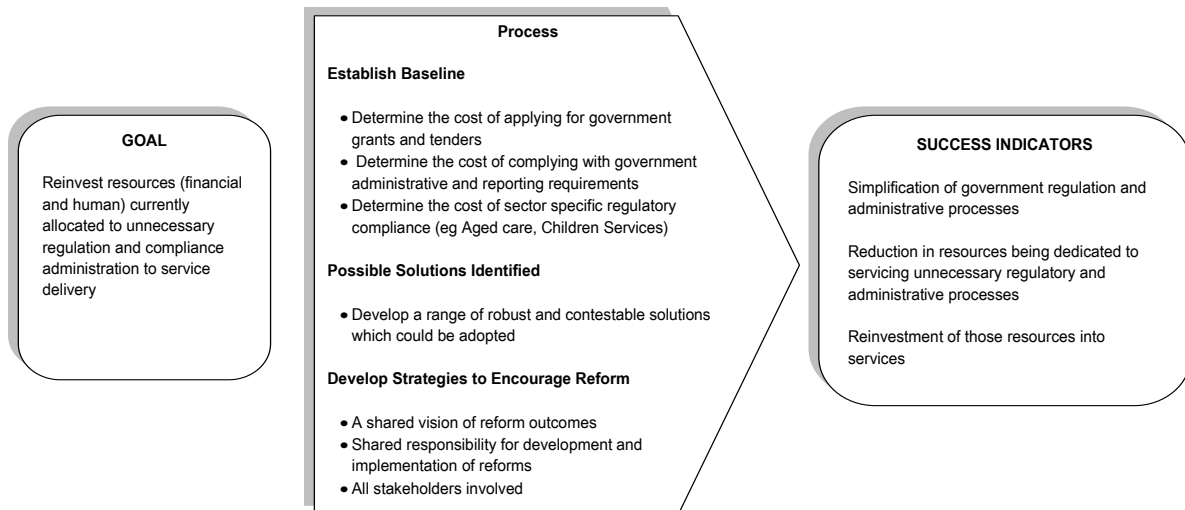 GOAL
Reinvest resources (financial
and human) currently
allocated to unnecessary
regulation and compliance
administration to service
delivery
Process
Establish Baseline
• Determine the cost of applying for government
grants and tenders
• Determine the cost of complying with government
administrative and reporting requirements
• Determine the cost of sector specific regulatory
compliance (eg Aged care, Children Services)
Possible Solutions Identified
• Develop a range of robust and contestable solutions
which could be adopted
Develop Strategies to Encourage Reform
• A shared vision of reform outcomes
• Shared responsibility for development and
implementation of reforms
• All stakeholders involved
SUCCESS INDICATORS
Simplification of government regulation and
administrative processes
Reduction in resources being dedicated to
servicing unnecessary regulatory and
administrative processes
Reinvestment of those resources into
services